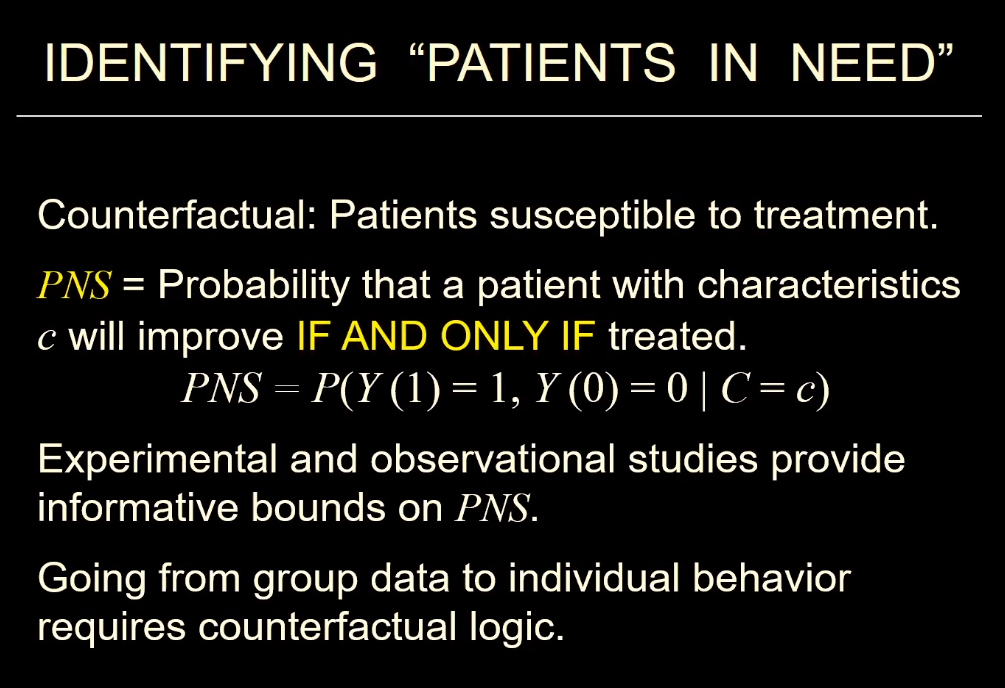 IDENTIFYING “PATIENTS IN NEED”
Counterfactual: Patients susceptible to treatment.
PNS = Probability that a patient with characteristics
c will improve IF AND ONLY IF treated.
PNS = P(Y (1) = 1, Y (0) = 0 | C = c)
Experimental and observational studies provide
informative bounds on PNS.
Going from group data to individual behavior
requires counterfactual logic.